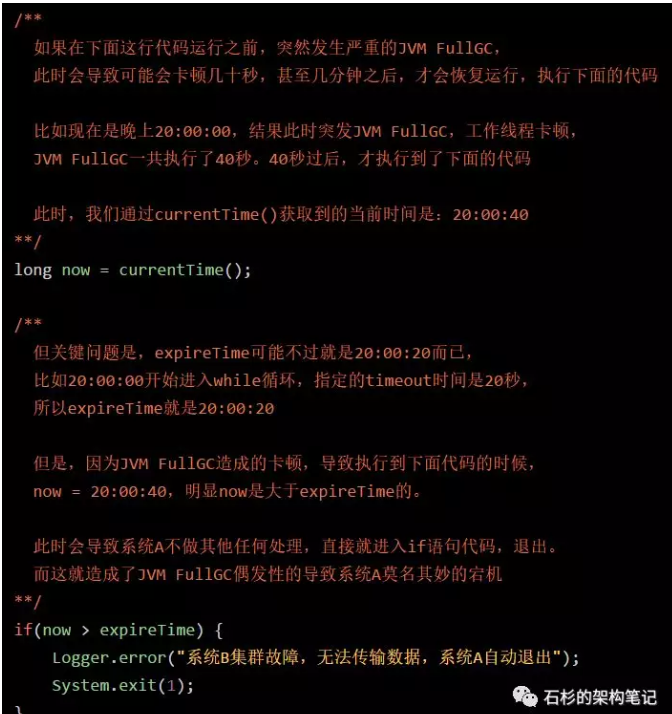 /**
如果在下面这行代码运行之前，突然发生严重的JVM FullGC，
此时会导致可能会卡顿几十秒，甚至几分钟之后，才会恢复运行，执行下面的代码
比如现在是晚上20:00:00，结果此时突发JVM FullGC，工作线程卡顿，
JVM FullGC一共执行了40秒。40秒过后，才执行到了下面的代码
此时，我们通过currentTime()获取到的当前时间是：20:00:40
**/
long now = currentTime();
/**
但关键问题是，expireTime可能不过就是20:00:20而已，
比如20:00:00开始进入while循环，指定的timeout时间是20秒，
所以expireTime就是20:00:20
但是，因为JVM FullGC造成的卡顿，导致执行到下面代码的时候，
now = 20:00:40，明显now是大于expireTime的。
此时会导致系统A不做其他任何处理，直接就进入if语句代码，退出。
而这就造成了JVM FullGC偶发性的导致系统A莫名其妙的宕机
**/
if(now > expireTime) {
Logger.error("系统B集群故障，无法传输数据，系统A自动退出");
System.exit(1);
}
石杉的架构笔记